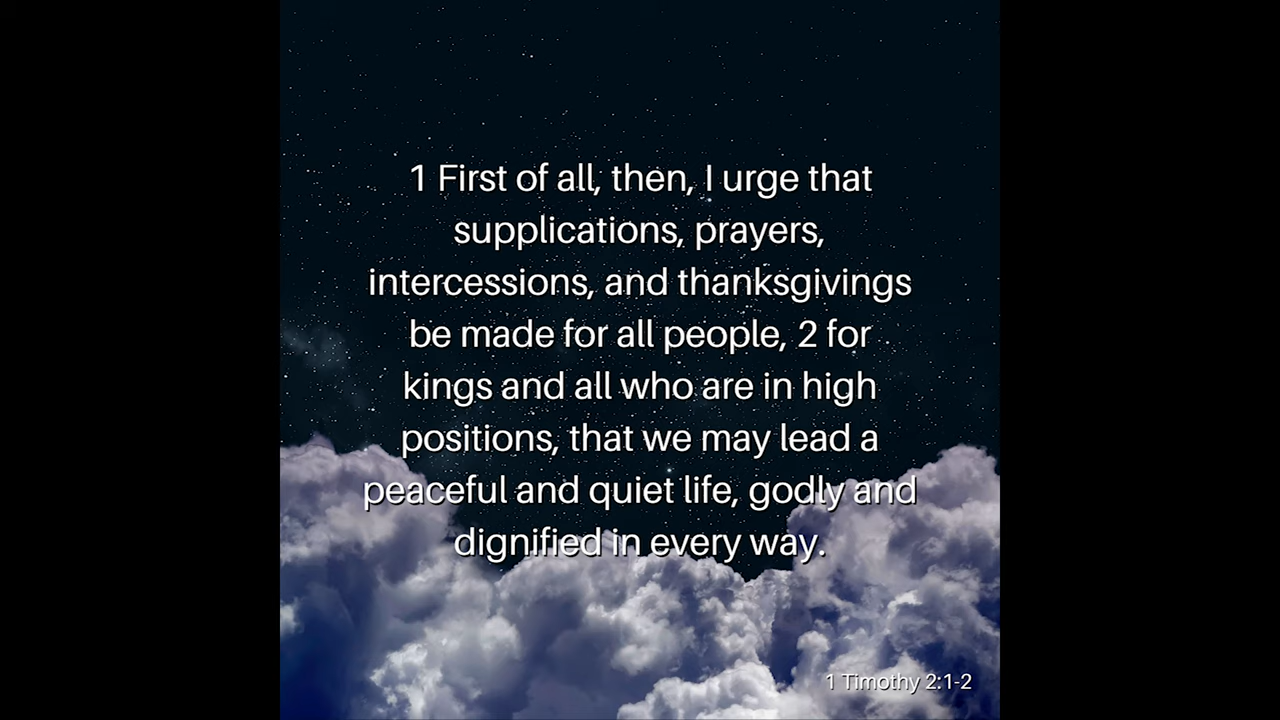 1 First of all, then, I urge that
supplications, prayers,
intercessions, and thanksgivings
be made for all people, 2 for
kings and all who are in high
positions, that we may lead a
peaceful and quiet life, godly and
dignified in every way.
1 Timothy 2:1-2